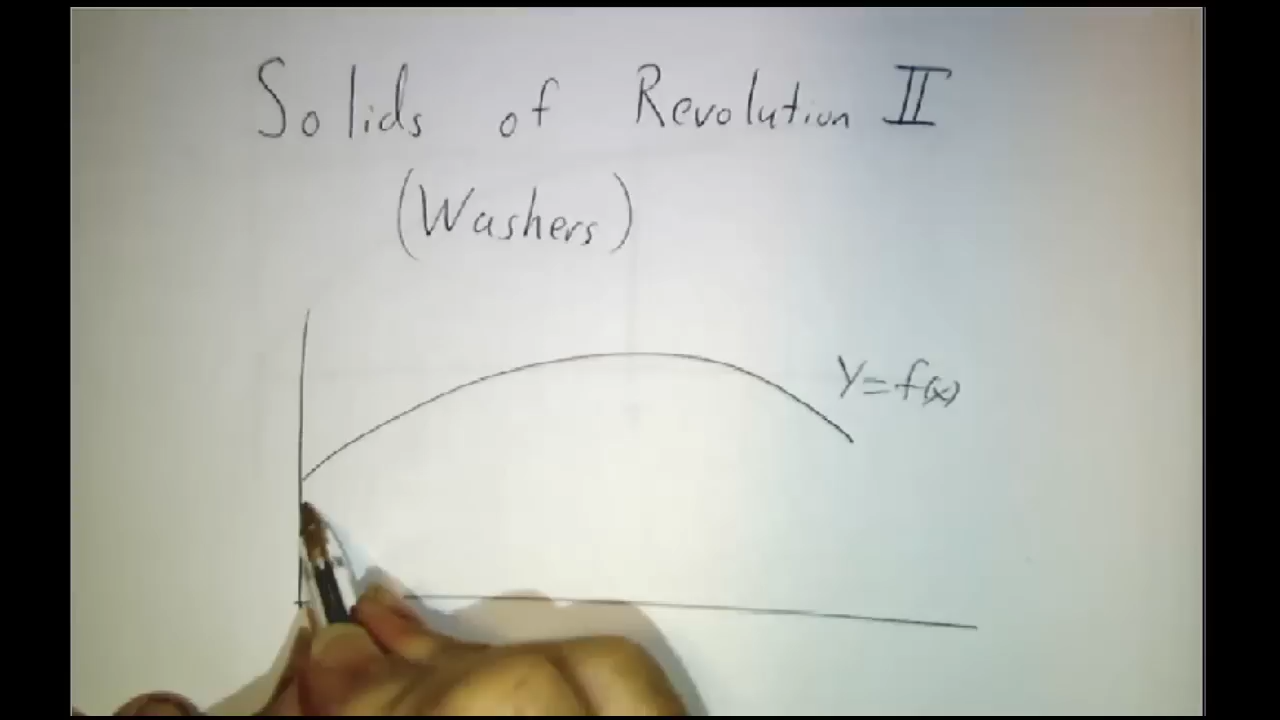 Solids of Revolution II
(Washers)
y=f(x)